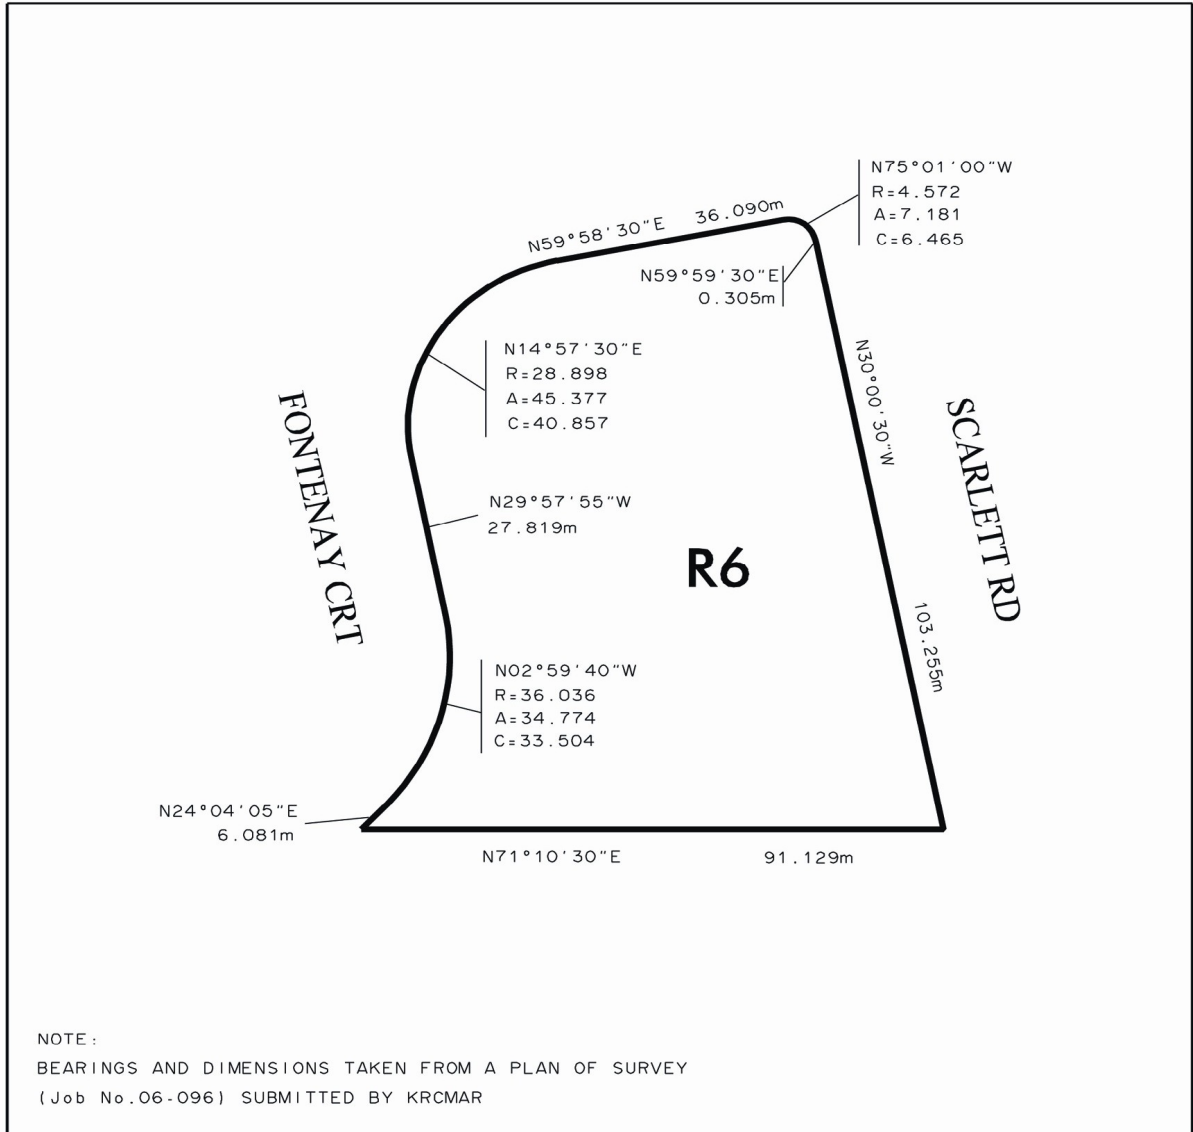 N75°01'00"W
R=4.572
A=7.181
C=6.465
N59°58'30"E 36.090m
N59°59'30"E
0.305m
N14°57'30"E
R=28.898
A=45.377
C=40.857
N30°00'30"W
FONTENAY CRT
SCARLETT RD
N29°57'55"W
27.819m
R6
103.255m
N02°59'40"W
R=36.036
A=34.774
C=33.504
N24°04'05"E
6.081m
N71°10'30"E 91.129m
NOTE:
BEARINGS AND DIMENSIONS TAKEN FROM A PLAN OF SURVEY
(Job No.06-096) SUBMITTED BY KRCMAR